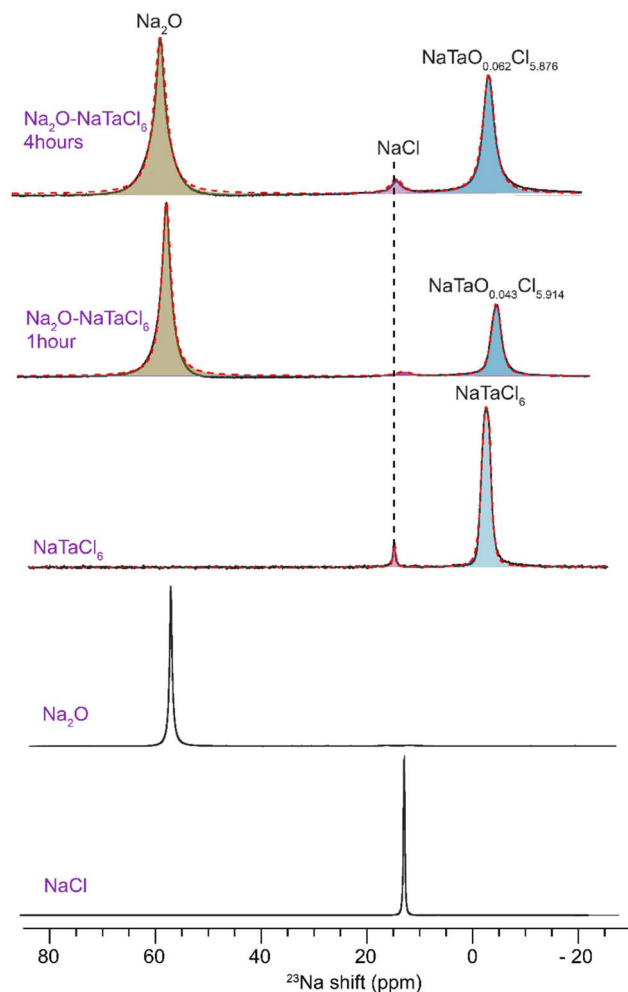 Na₂O
NaTaO₀.₀₆₂Cl₅.₈₇₆
Na₂O-NaTaCl₆
4hours
NaCl
NaTaO₀.₀₄₃Cl₅.₉₁₄
Na₂O-NaTaCl₆
1hour
NaTaCl₆
NaTaCl₆
Na₂O
NaCl
80 60 40 20 0 - 20
²³Na shift (ppm)